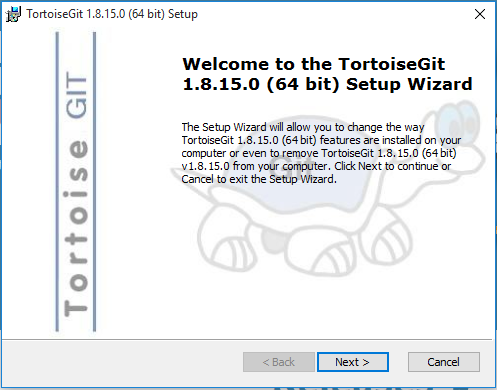 TortoiseGit 1.8.15.0 (64 bit) Setup
Welcome to the TortoiseGit
1.8.15.0 (64 bit) Setup Wizard
The Setup Wizard will allow you to change the way
TortoiseGit 1.8.15.0 (64 bit) features are installed on your
computer or even to remove TortoiseGit 1.8.15.0 (64 bit)
v1.8.15.0 from your computer. Click Next to continue or
Cancel to exit the Setup Wizard.
Tortoise GIT
Git
< Back
Next >
Cancel